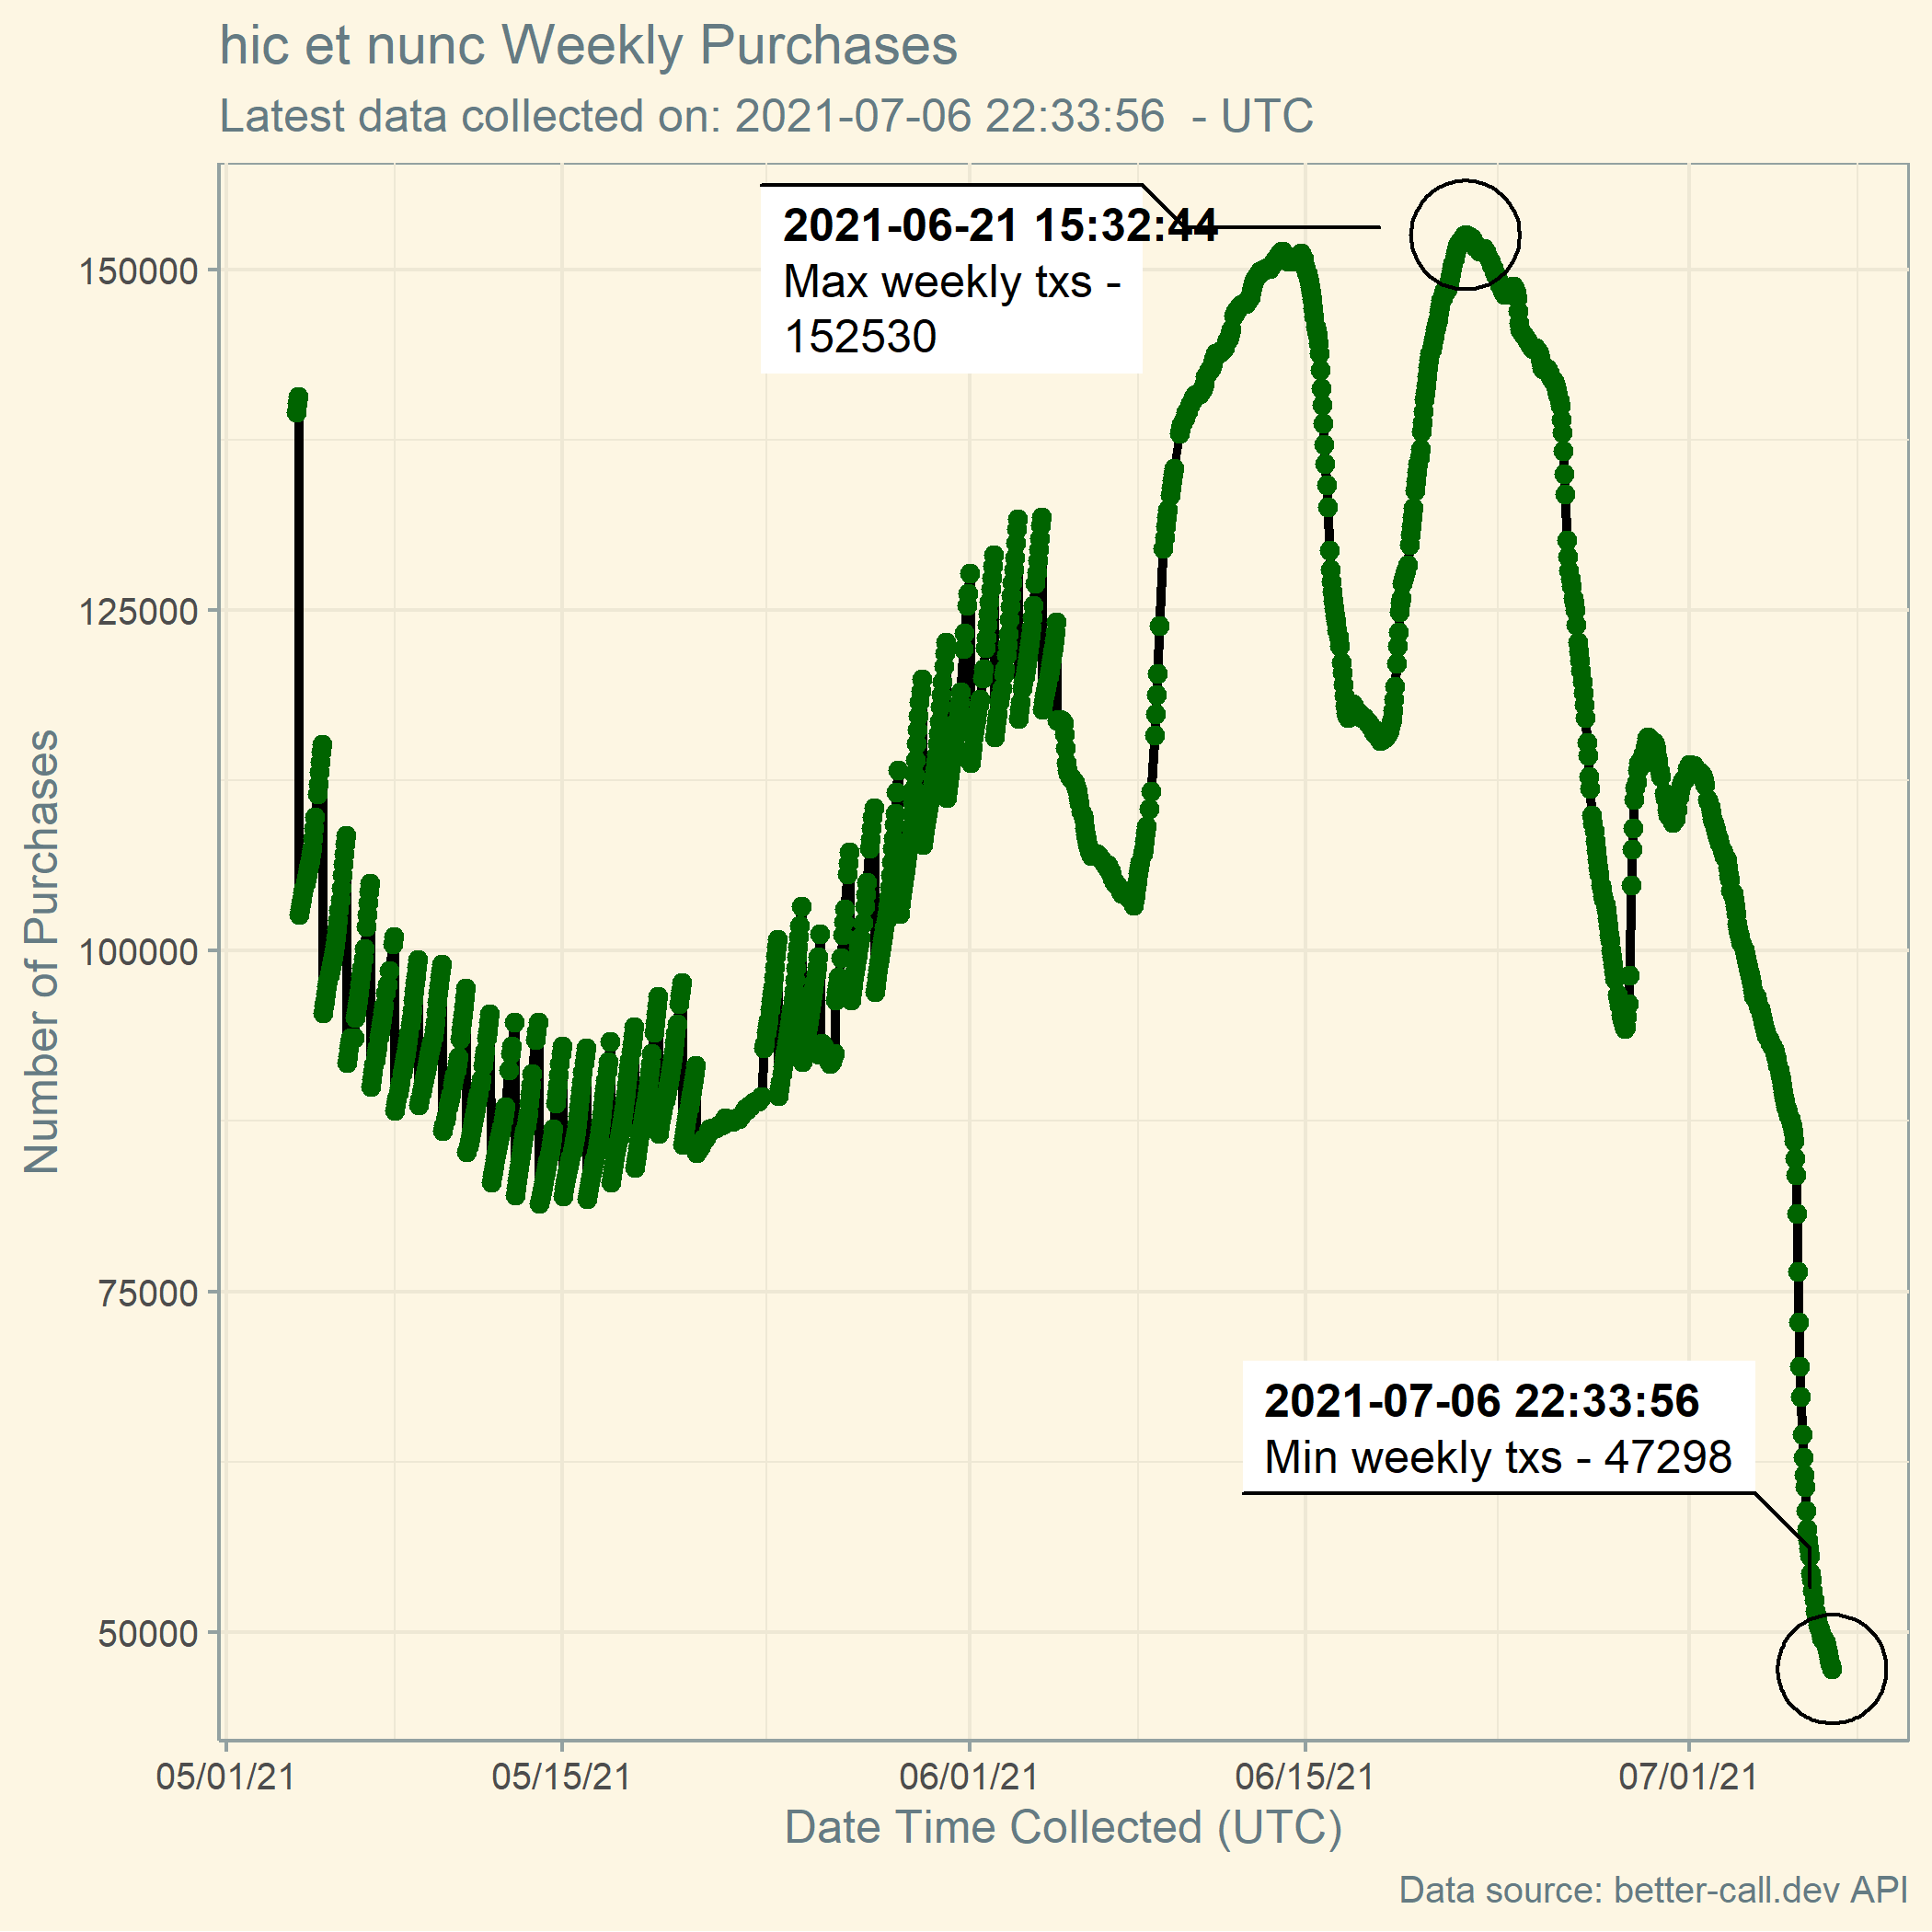 hic et nunc Weekly Purchases
Latest data collected on: 2021-07-06 22:33:56  - UTC
Number of Purchases
150000
125000
100000
75000
50000
2021-06-21 15:32:44
Max weekly txs -
152530
2021-07-06 22:33:56
Min weekly txs - 47298
05/01/21
05/15/21
06/01/21
06/15/21
07/01/21
Date Time Collected (UTC)
Data source: better-call.dev API